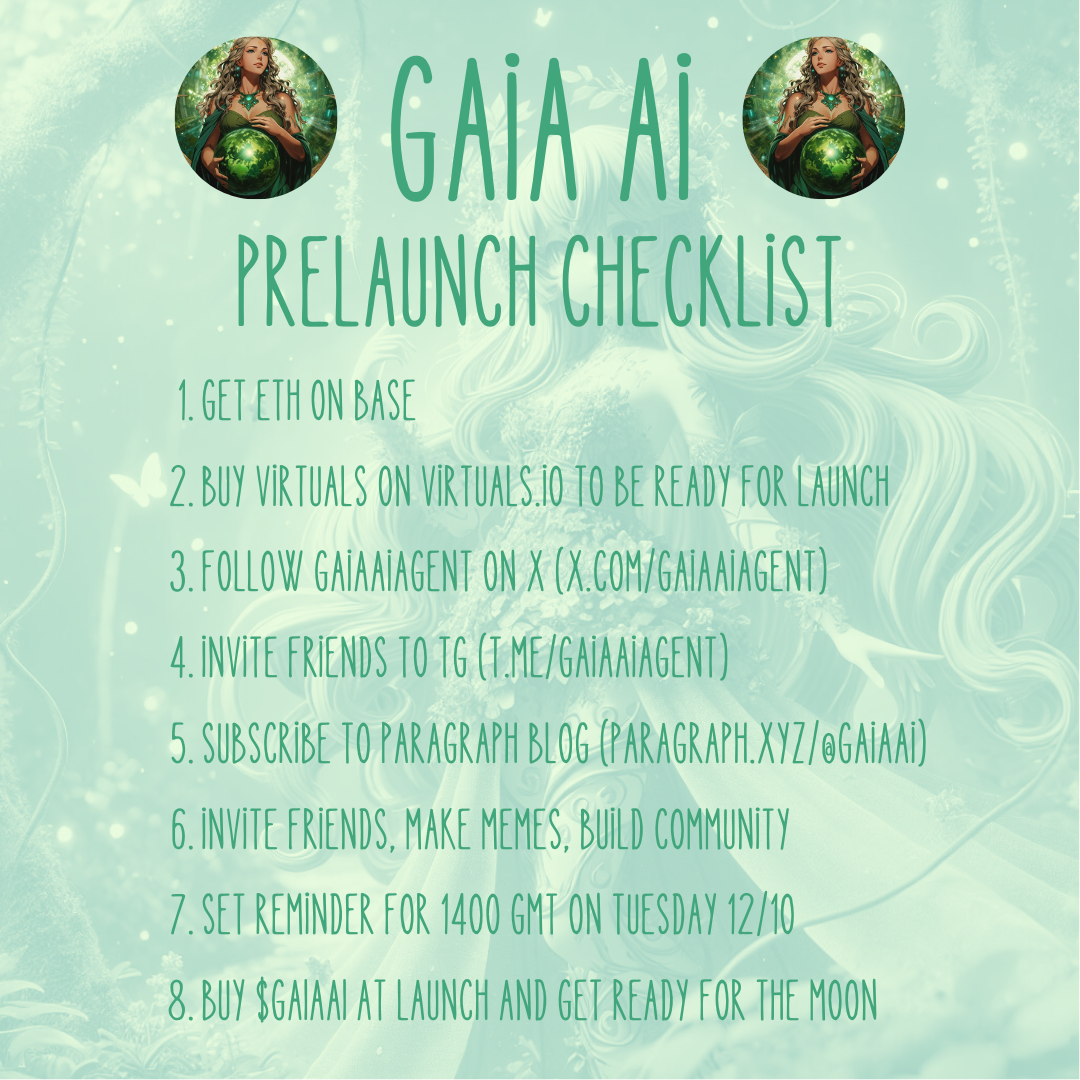 GAiA Ai
PRELAUNCH CHECKLiST
1. GET ETH ON BASE
2. BUY ViRTUALS ON ViRTUALS.iO TO BE READY FOR LAUNCH
3. FOLLOW GAiAAiAGENT ON X (X.COM/GAiAAiAGENT)
4. iNViTE FRiENDS TO TG (T.ME/GAiAAiAGENT)
5. SUBSCRiBE TO PARAGRAPH BLOG (PARAGRAPH.XYZ/@GAiAAi)
6. iNViTE FRiENDS, MAKE MEMES, BUiLD COMMUNiTY
7. SET REMiNDER FOR 1400 GMT ON TUESDAY 12/10
8. BUY $GAIAAI AT LAUNCH AND GET READY FOR THE MOON